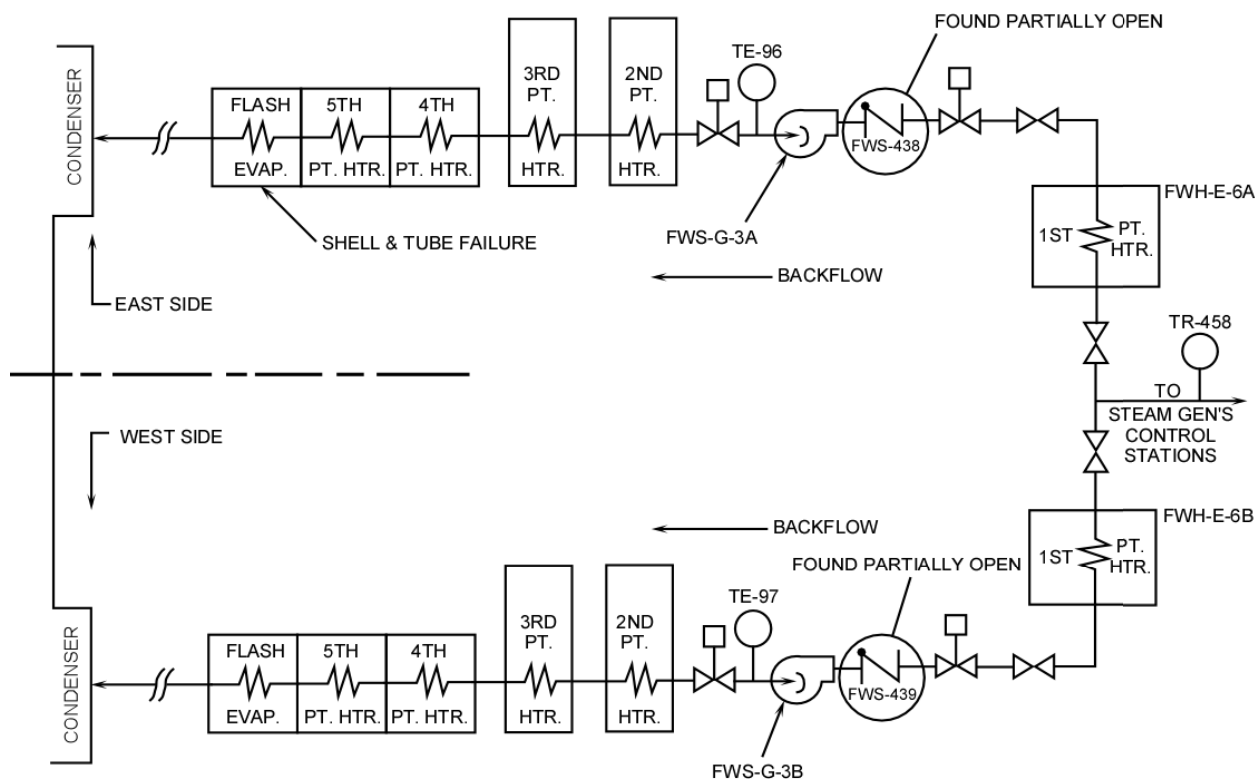 FOUND PARTIALLY OPEN
TE-96
CONDENSER
FLASH
EVAP.
5TH
PT. HTR.
4TH
PT. HTR.
3RD
PT.
HTR.
2ND
PT.
HTR.
FWS-438
FWS-G-3A
SHELL & TUBE FAILURE
FWH-E-6A
1ST
PT.
HTR.
BACKFLOW
EAST SIDE
TR-458
TO
STEAM GEN'S
CONTROL
STATIONS
WEST SIDE
BACKFLOW
FWH-E-6B
1ST
PT.
HTR.
FOUND PARTIALLY OPEN
TE-97
CONDENSER
FLASH
EVAP.
5TH
PT. HTR.
4TH
PT. HTR.
3RD
PT.
HTR.
2ND
PT.
HTR.
FWS-439
FWS-G-3B